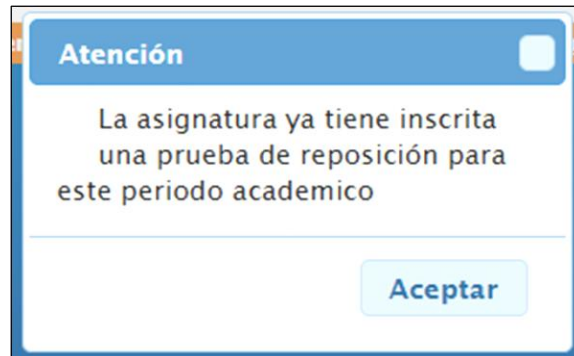 Atención
La asignatura ya tiene inscrita
una prueba de reposición para
este periodo academico
Aceptar